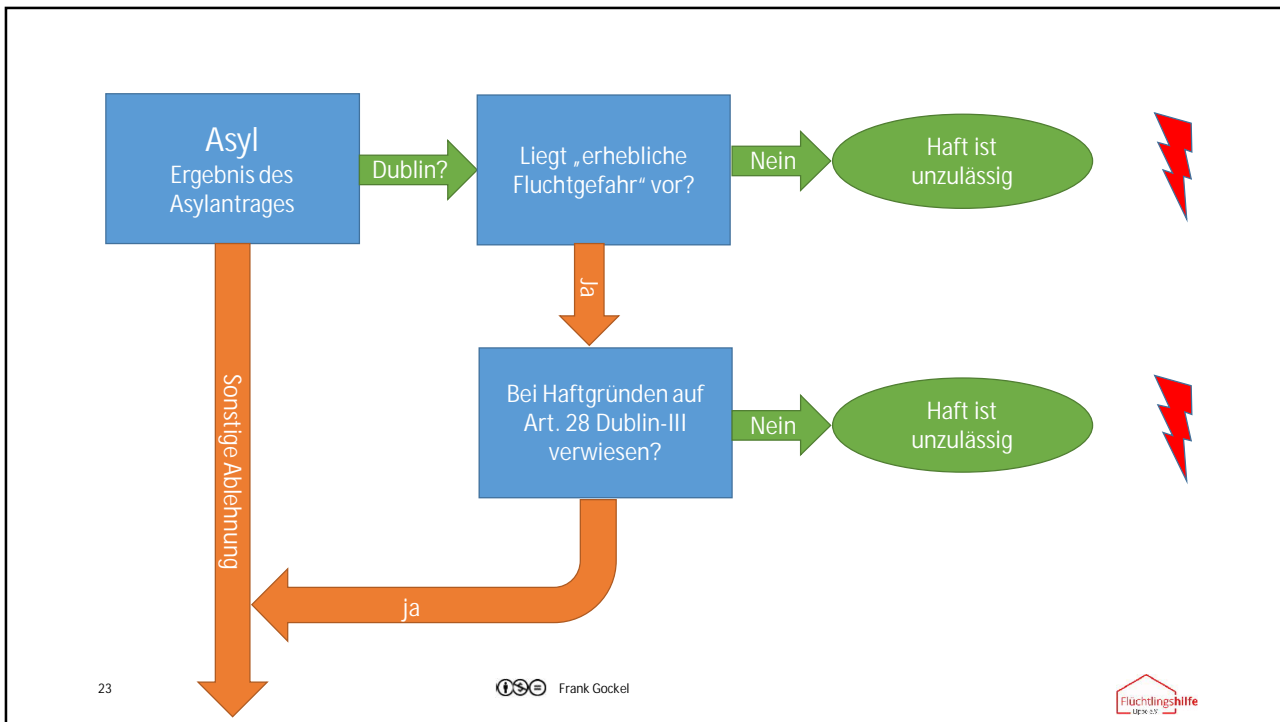 Asyl
Ergebnis des
Asylantrages
Dublin?
Liegt „erhebliche
Fluchtgefahr“ vor?
Nein
Haft ist
unzulässig
Ja
Sonstige Ablehnung
Bei Haftgründen auf
Art. 28 Dublin-III
verwiesen?
Nein
Haft ist
unzulässig
ja
23
Frank Gockel
Flüchtlingshilfe
Lippe e.V.